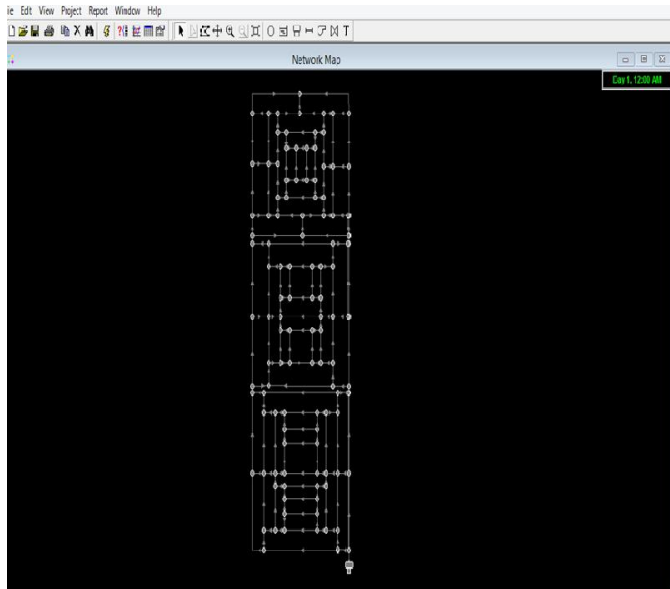 ie Edit View Project Report Window Help
T
Network Map
Day 1, 12:00 AM